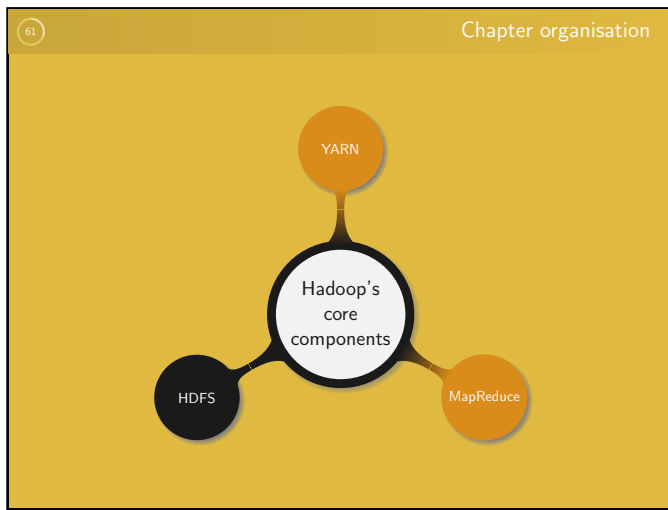 61
Chapter organisation
YARN
Hadoop's
core
components
HDFS
MapReduce